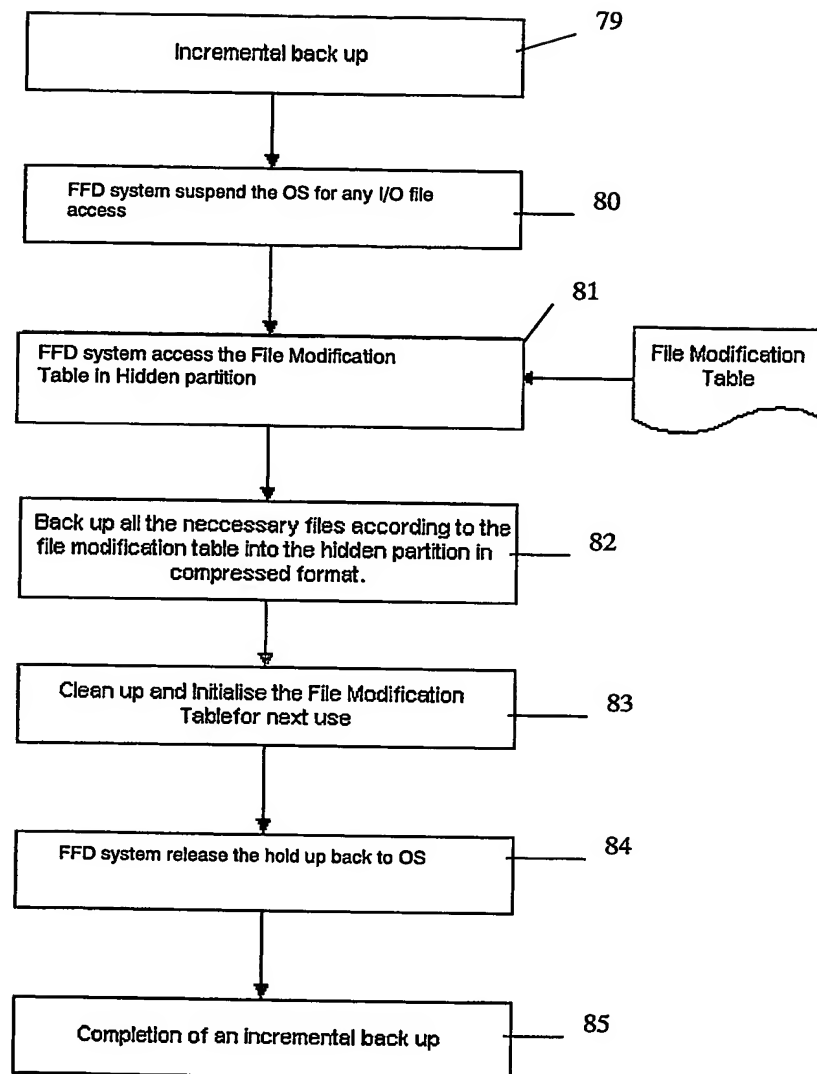 Incremental back up
79
FFD system suspend the OS for any I/O file
access
80
81
FFD system access the File Modification
Table in Hidden partition
File Modification
Table
Back up all the neccessary files according to the
file modification table into the hidden partition in
compressed format.
82
Clean up and Initialise the File Modification
Tablefor next use
83
FFD system release the hold up back to OS
84
Completion of an incremental back up
85